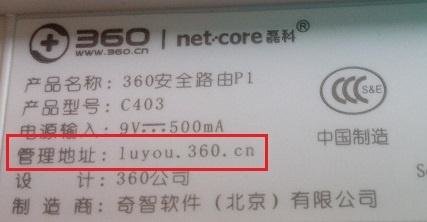 360 net-core 磊科
www.360.cn
产品名称：360安全路由P1
产品型号：C403
电源输入：9V⎓500mA
管理地址：luyou.360.cn
设 计：360公司
制 造 商：奇智软件（北京）有限
CCC S&E
中国制造